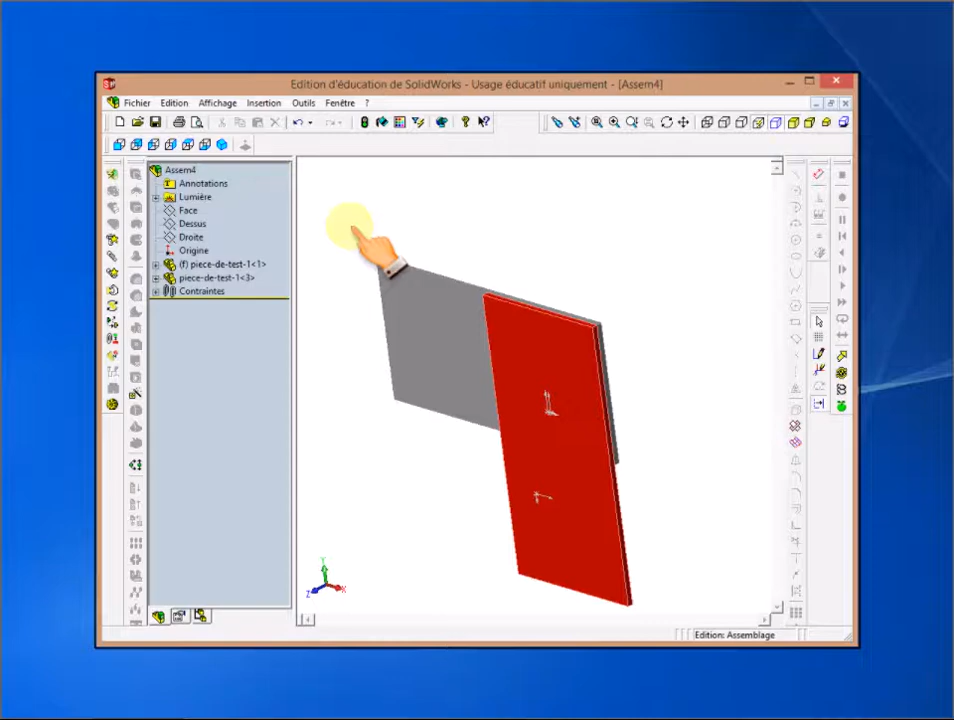 Edition d'éducation de SolidWorks - Usage éducatif uniquement - [Assem4]
Fichier Edition Affichage Insertion Outils Fenêtre ?
Assem4
Annotations
Lumière
Face
Dessus
Droite
Origine
(f) piece-de-test-1<1>
piece-de-test-1<3>
Contraintes
Y
Z X
Edition: Assemblage